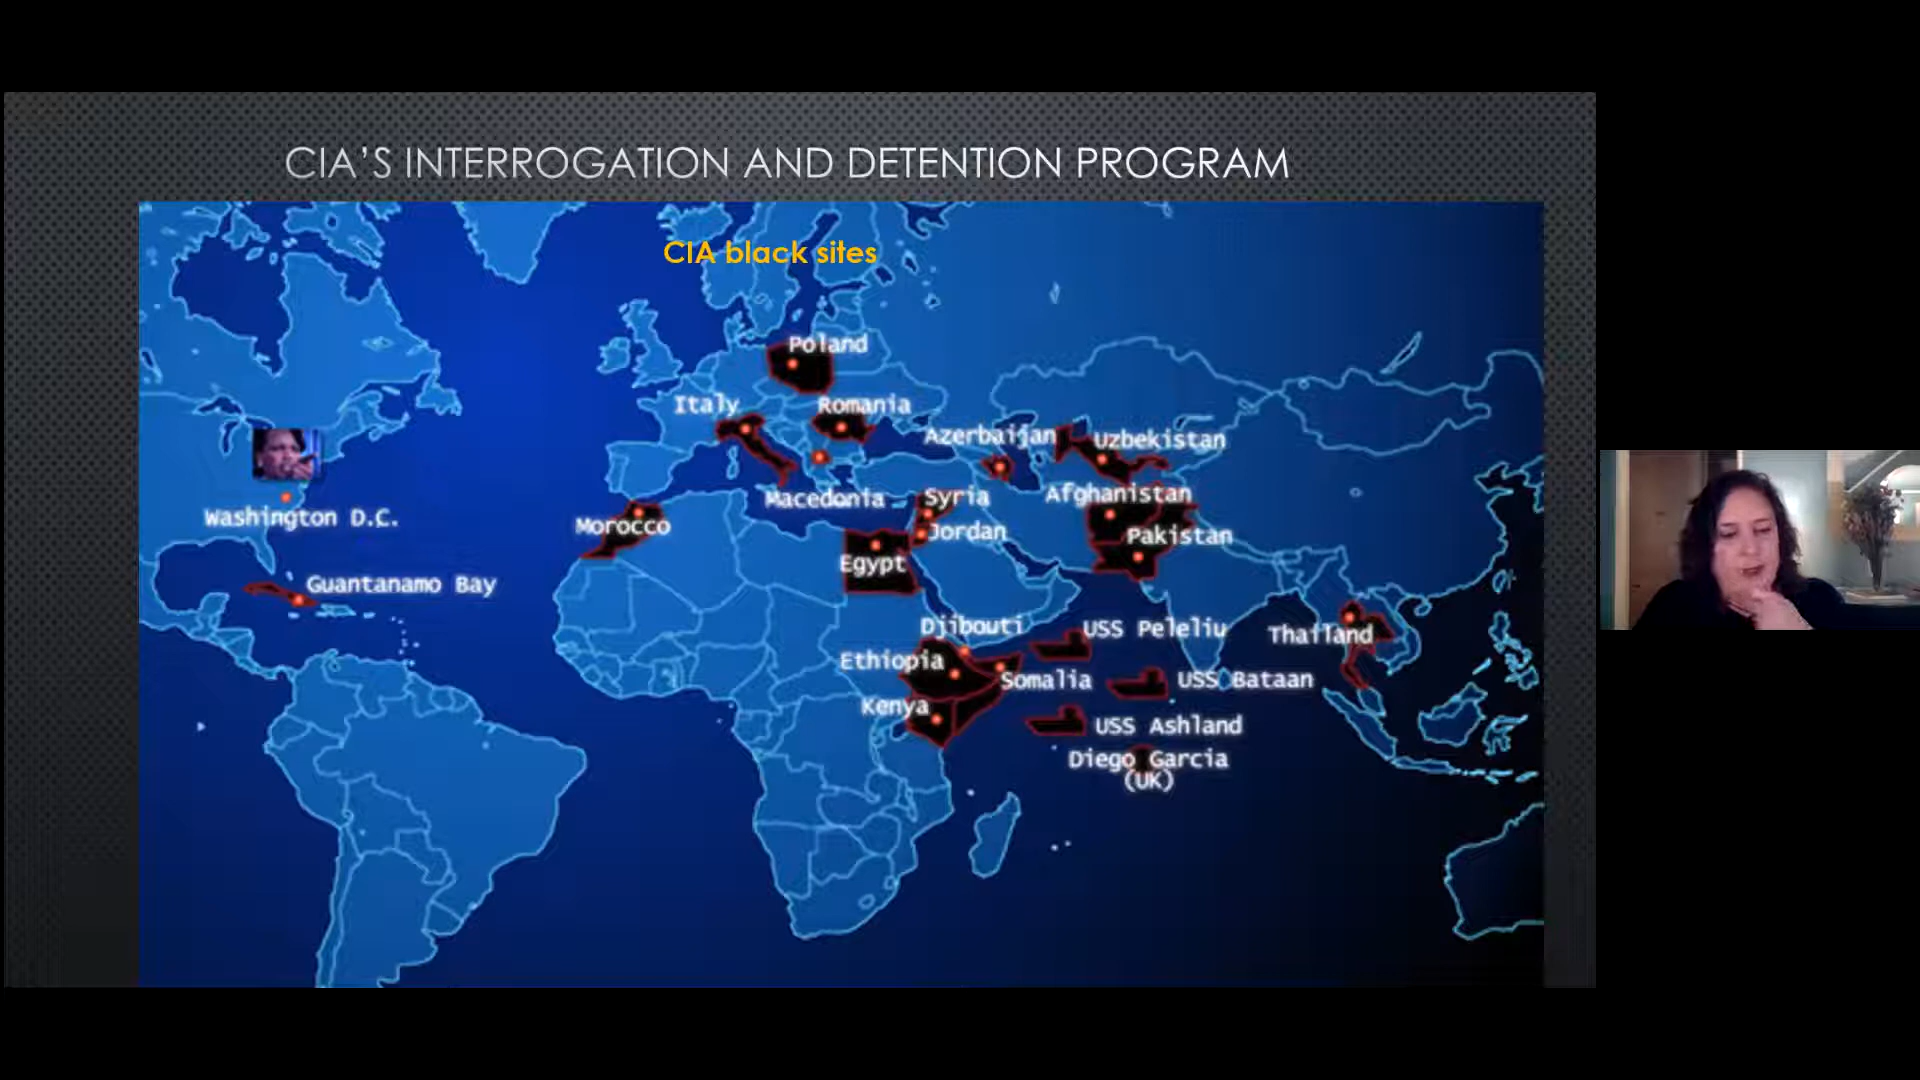 CIA'S INTERROGATION AND DETENTION PROGRAM
CIA black sites
Poland
Italy
Romania
Azerbaijan
Uzbekistan
Macedonia
Syria
Afghanistan
Washington D.C.
Morocco
Jordan
Pakistan
Egypt
Guantanamo Bay
Djibouti
USS Peleliu
Thailand
Ethiopia
Somalia
USS Bataan
Kenya
USS Ashland
Diego Garcia
(UK)